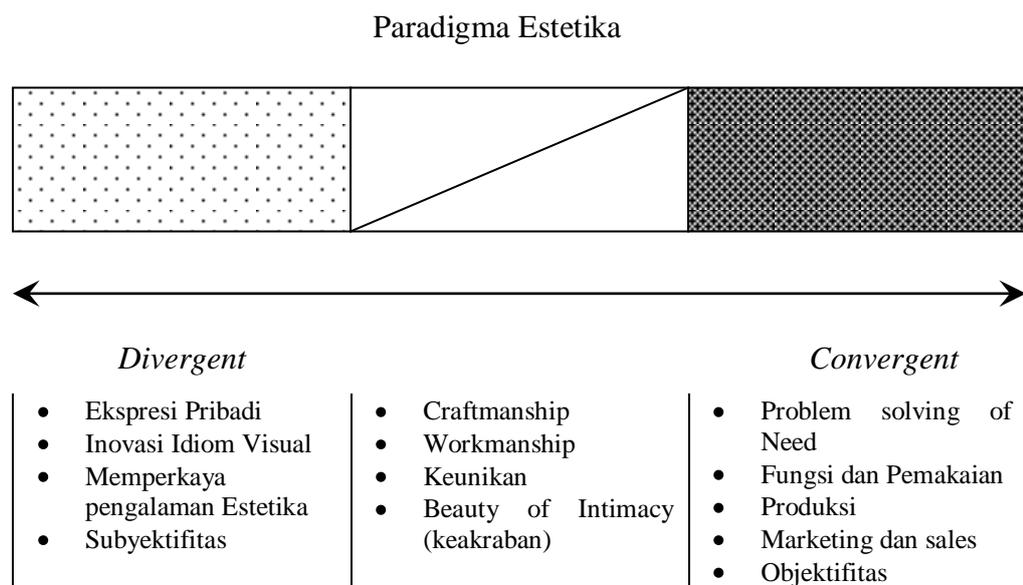 Paradigma Estetika
Divergent
Convergent
• Ekspresi Pribadi
• Inovasi Idiom Visual
• Memperkaya
pengalaman Estetika
• Subyektifitas
• Craftmanship
• Workmanship
• Keunikan
• Beauty of Intimacy
(keakraban)
• Problem solving of
Need
• Fungsi dan Pemakaian
• Produksi
• Marketing dan sales
• Objektifitas